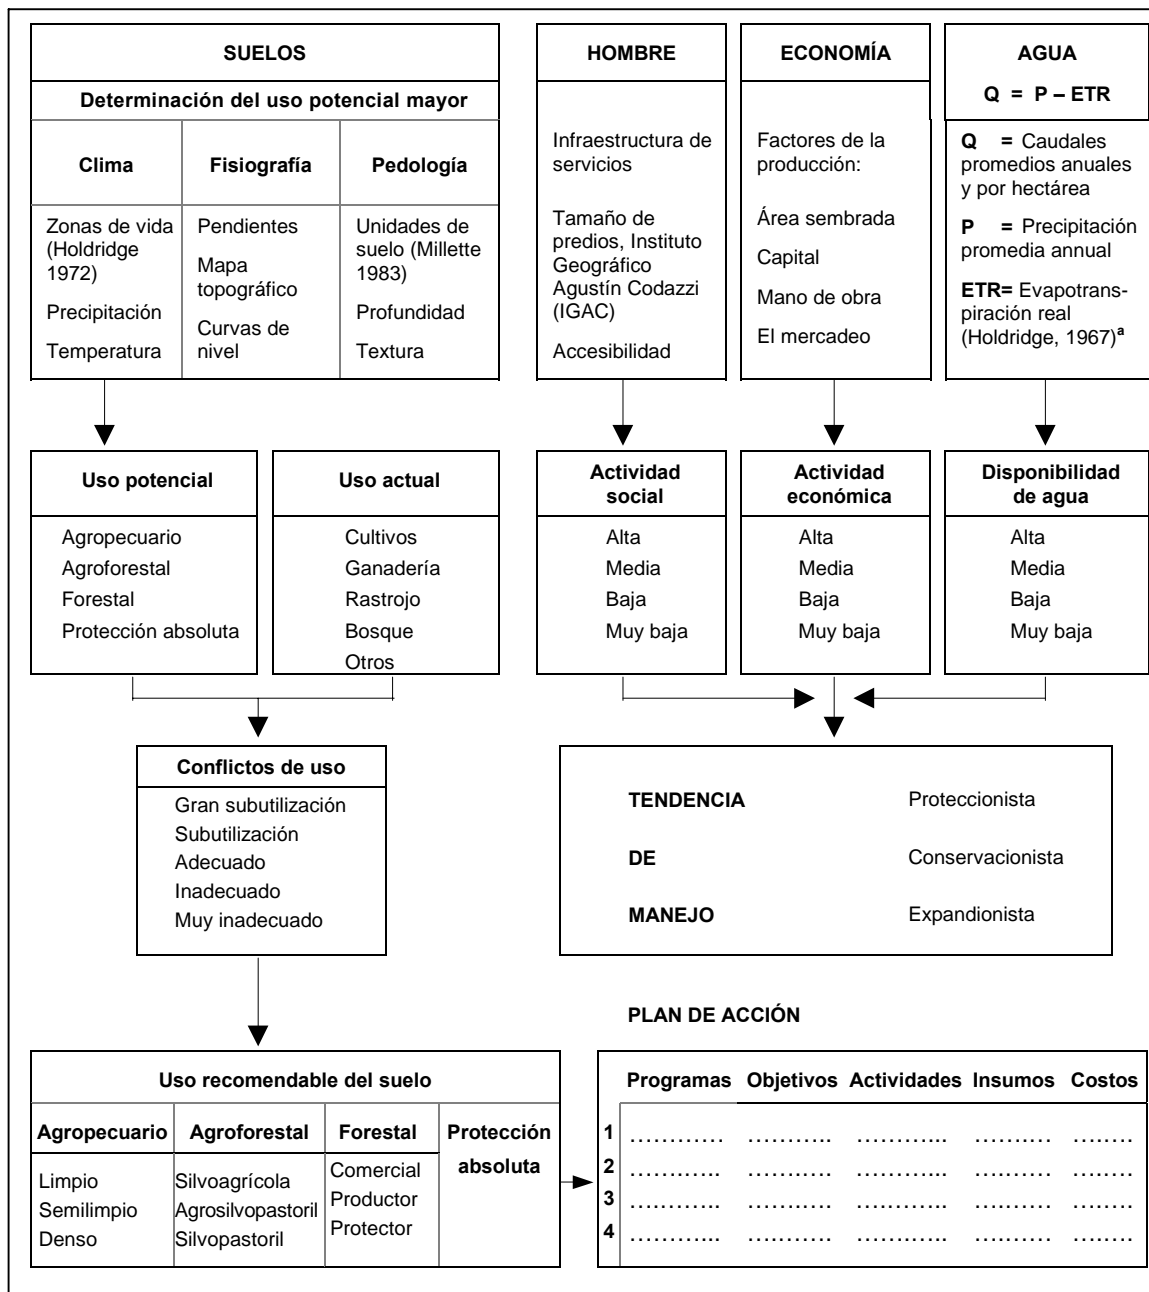 SUELOS
Determinación del uso potencial mayor
Clima
Zonas de vida
(Holdridge
1972)
Precipitación
Temperatura
Fisiografía
Pendientes
Mapa
topográfico
Curvas de
nivel
Pedología
Unidades de
suelo (Millette
1983)
Profundidad
Textura
HOMBRE
Infraestructura de
servicios
Tamaño de
predios, Instituto
Geográfico
Agustín Codazzi
(IGAC)
Accesibilidad
ECONOMÍA
Factores de la
producción:
Área sembrada
Capital
Mano de obra
El mercadeo
AGUA
Q = P – ETR
Q = Caudales
promedios anuales
y por hectárea
P = Precipitación
promedia annual
ETR= Evapotrans-
piración real
(Holdridge, 1967)a
Uso potencial
Agropecuario
Agroforestal
Forestal
Protección absoluta
Uso actual
Cultivos
Ganadería
Rastrojo
Bosque
Otros
Actividad
social
Alta
Media
Baja
Muy baja
Actividad
económica
Alta
Media
Baja
Muy baja
Disponibilidad
de agua
Alta
Media
Baja
Muy baja
Conflictos de uso
Gran subutilización
Subutilización
Adecuado
Inadecuado
Muy inadecuado
TENDENCIA Proteccionista
DE Conservacionista
MANEJO Expandionista
Uso recomendable del suelo
Agropecuario
Limpio
Semilimpio
Denso
Agroforestal
Silvoagrícola
Agrosilvopastoril
Silvopastoril
Forestal
Comercial
Productor
Protector
Protección
absoluta
PLAN DE ACCIÓN
Programas Objetivos Actividades Insumos Costos
1 ………… ……….. ……..…... ………. ……..
2 ……….. ……….. ……….. ………. ……..
3 ……….. ……….. ……….. ………. ……..
4 ……….. ……….. ……….. ………. ……..